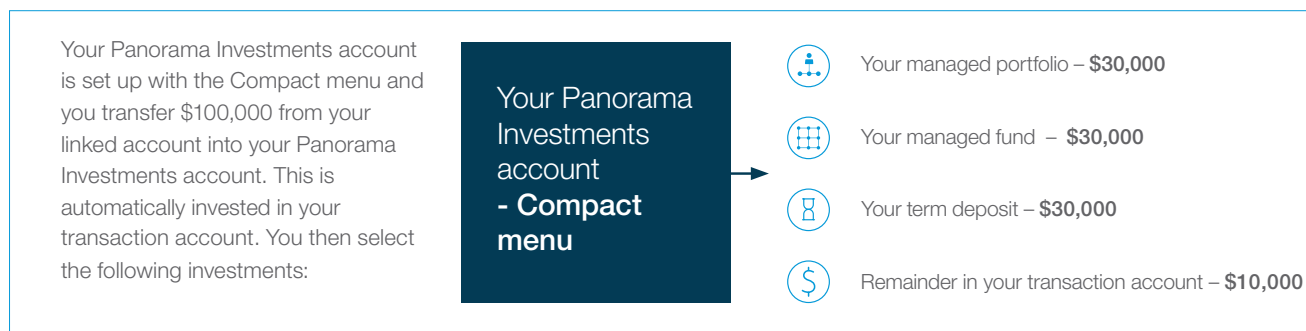 Your Panorama Investments account
is set up with the Compact menu and
you transfer $100,000 from your
linked account into your Panorama
Investments account. This is
automatically invested in your
transaction account. You then select
the following investments:
Your Panorama
Investments
account
- Compact
menu
Your managed portfolio – $30,000
Your managed fund – $30,000
Your term deposit – $30,000
$
Remainder in your transaction account – $10,000